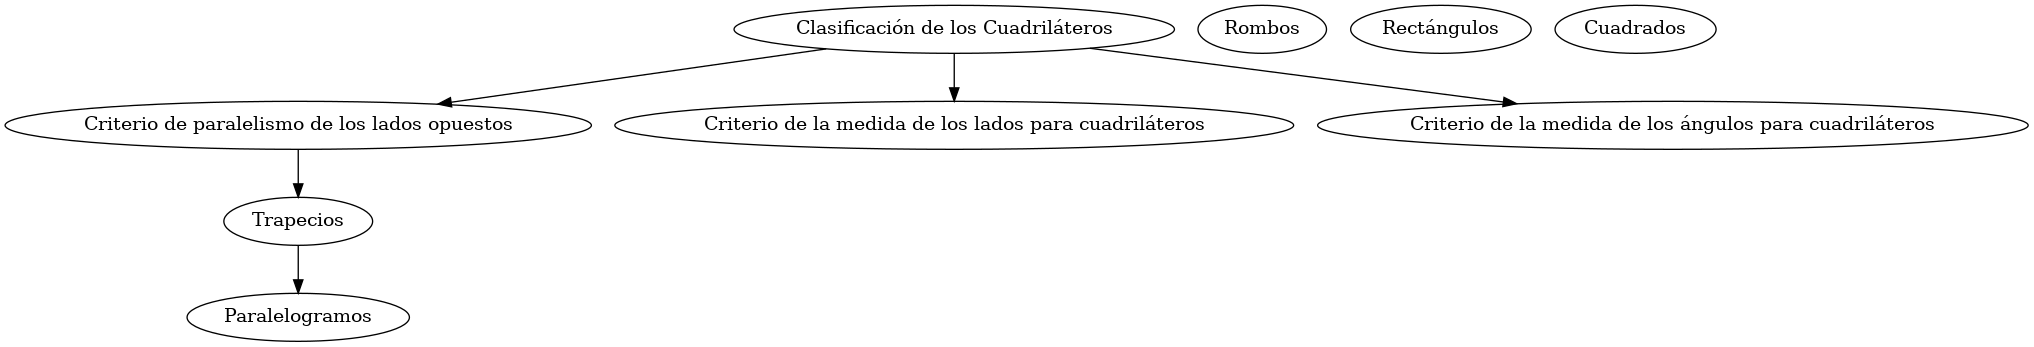 Clasificación de los Cuadriláteros
Rombos
Rectángulos
Cuadrados
Criterio de paralelismo de los lados opuestos
Criterio de la medida de los lados para cuadriláteros
Criterio de la medida de los ángulos para cuadriláteros
Trapecios
Paralelogramos